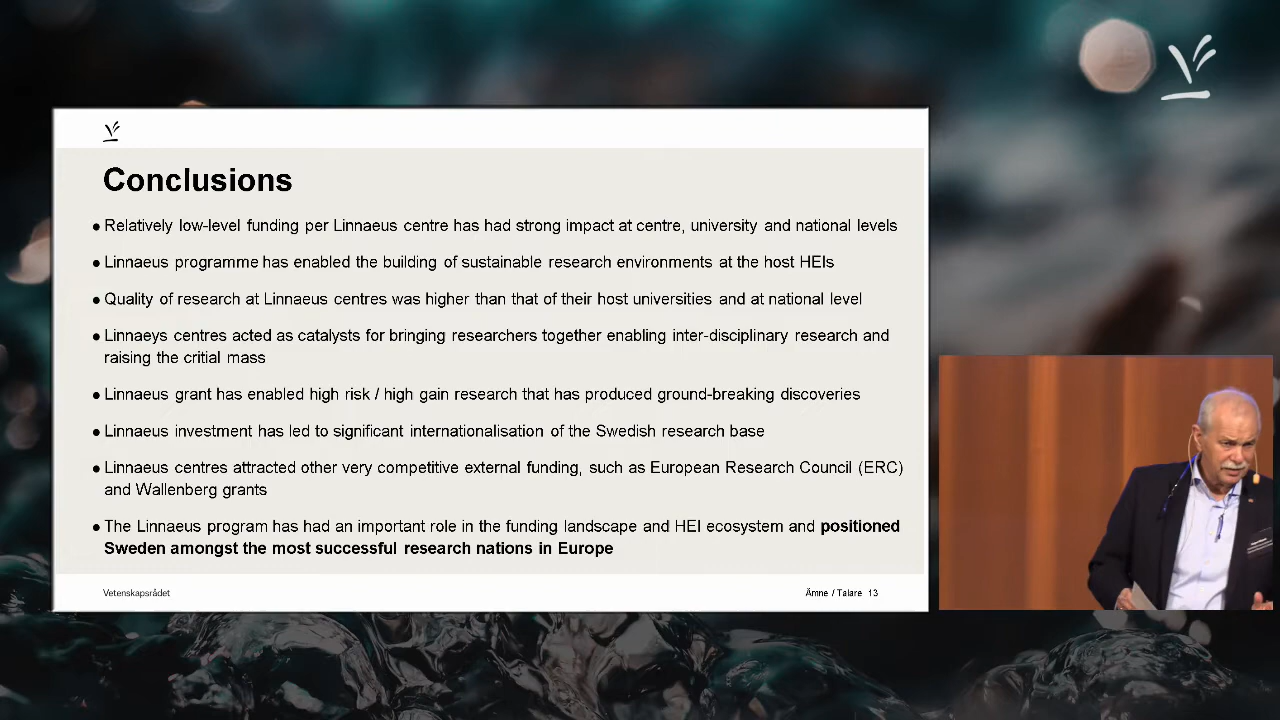 Conclusions
• Relatively low-level funding per Linnaeus centre has had strong impact at centre, university and national levels
• Linnaeus programme has enabled the building of sustainable research environments at the host HEIs
• Quality of research at Linnaeus centres was higher than that of their host universities and at national level
• Linnaeys centres acted as catalysts for bringing researchers together enabling inter-disciplinary research and
raising the critial mass
• Linnaeus grant has enabled high risk / high gain research that has produced ground-breaking discoveries
• Linnaeus investment has led to significant internationalisation of the Swedish research base
• Linnaeus centres attracted other very competitive external funding, such as European Research Council (ERC)
and Wallenberg grants
• The Linnaeus program has had an important role in the funding landscape and HEI ecosystem and positioned
Sweden amongst the most successful research nations in Europe
Vetenskapsrådet
Ämne / Talare 13